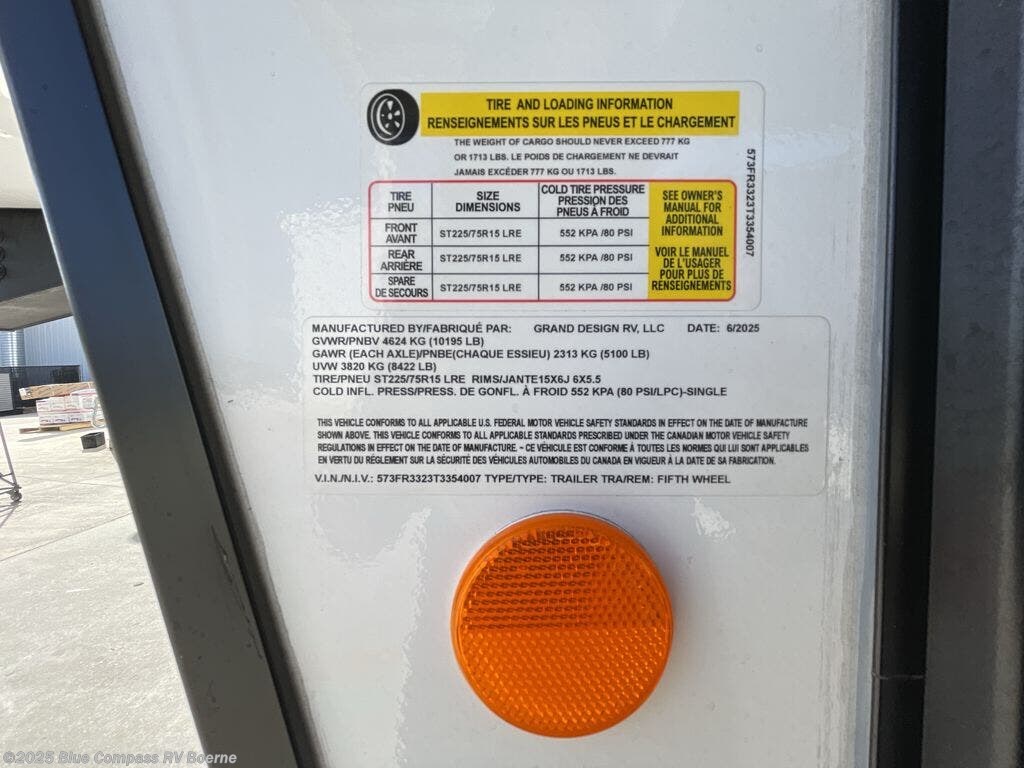 TIRE AND LOADING INFORMATION
RENSEIGNEMENTS SUR LES PNEUS ET LE CHARGEMENT
THE WEIGHT OF CARGO SHOULD NEVER EXCEED 777 KG
OR 1713 LBS. LE POIDS DE CHARGEMENT NE DEVRAIT
JAMAIS EXCÉDER 777 KG OU 1713 LBS.
TIRE
PNEU
SIZE
DIMENSIONS
COLD TIRE PRESSURE
PRESSION DES
PNEUS À FROID
FRONT
AVANT
ST225/75R15 LRE
552 KPA /80 PSI
REAR
ARRIÉRE
ST225/75R15 LRE
552 KPA /80 PSI
SPARE
DE SECOURS
ST225/75R15 LRE
552 KPA /80 PSI
SEE OWNER'S
MANUAL FOR
ADDITIONAL
INFORMATION
VOIR LE MANUEL
DE L'USAGER
POUR PLUS DE
RENSEIGNEMENTS
573FR3323T3354007
MANUFACTURED BY/FABRIQUÉ PAR: GRAND DESIGN RV, LLC DATE: 6/2025
GVWR/PNBV 4624 KG (10195 LB)
GAWR (EACH AXLE)/PNBE(CHAQUE ESSIEU) 2313 KG (5100 LB)
UVW 3820 KG (8422 LB)
TIRE/PNEU ST225/75R15 LRE RIMS/JANTE15X6J 6X5.5
COLD INFL. PRESS/PRESS. DE GONFL. À FROID 552 KPA (80 PSI/LPC)-SINGLE
THIS VEHICLE CONFORMS TO ALL APPLICABLE U.S. FEDERAL MOTOR VEHICLE SAFETY STANDARDS IN EFFECT ON THE DATE OF MANUFACTURE
SHOWN ABOVE. THIS VEHICLE CONFORMS TO ALL APPLICABLE STANDARDS PRESCRIBED UNDER THE CANADIAN MOTOR VEHICLE SAFETY
REGULATIONS IN EFFECT ON THE DATE OF MANUFACTURE. - CE VÉHICULE EST CONFORME À TOUTES LES NORMES QUI LUI SONT APPLICABLES
EN VERTU DU RÉGLEMENT SUR LA SÉCURITÉ DES VÉHICULES AUTOMOBILES DU CANADA EN VIGUEUR À LA DATE DE SA FABRICATION.
V.I.N./N.I.V.: 573FR3323T3354007 TYPE/TYPE: TRAILER TRA/REM: FIFTH WHEEL
©2025 Blue Compass RV Boerne